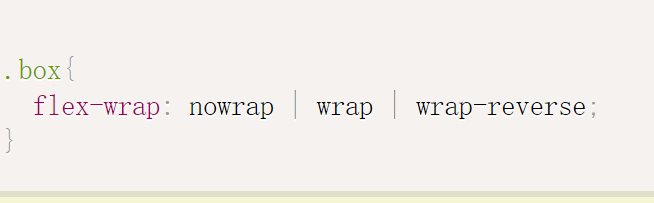 .box{
flex-wrap: nowrap | wrap | wrap-reverse;
}